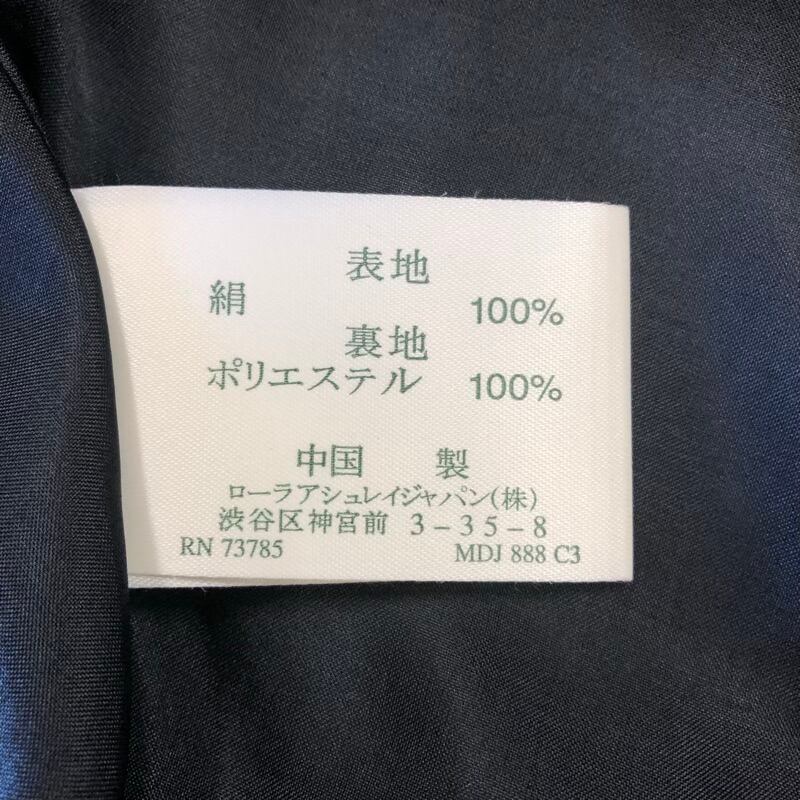 表地
絹 100%
裏地
ポリエステル 100%
中国 製
ローラアシュレイジャパン(株)
渋谷区神宮前 3-35-8
RN 73785 MDJ 888 C3